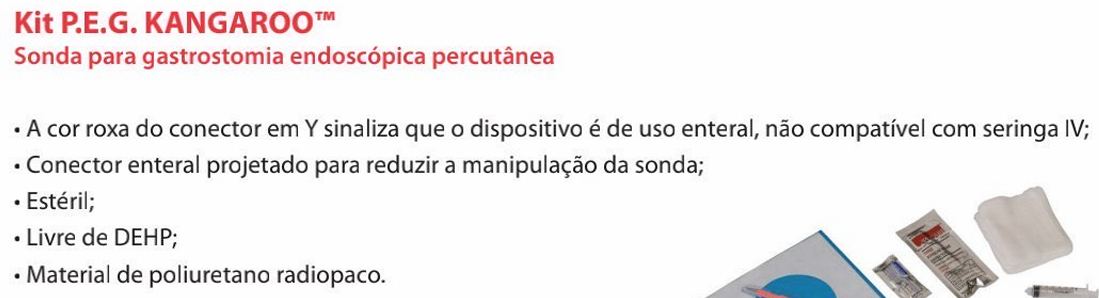 Kit P.E.G. KANGAROO™
Sonda para gastrostomia endoscópica percutânea
• A cor roxa do conector em Y sinaliza que o dispositivo é de uso enteral, não compatível com seringa IV;
• Conector enteral projetado para reduzir a manipulação da sonda;
• Estéril;
• Livre de DEHP;
• Material de poliuretano radiopaco.